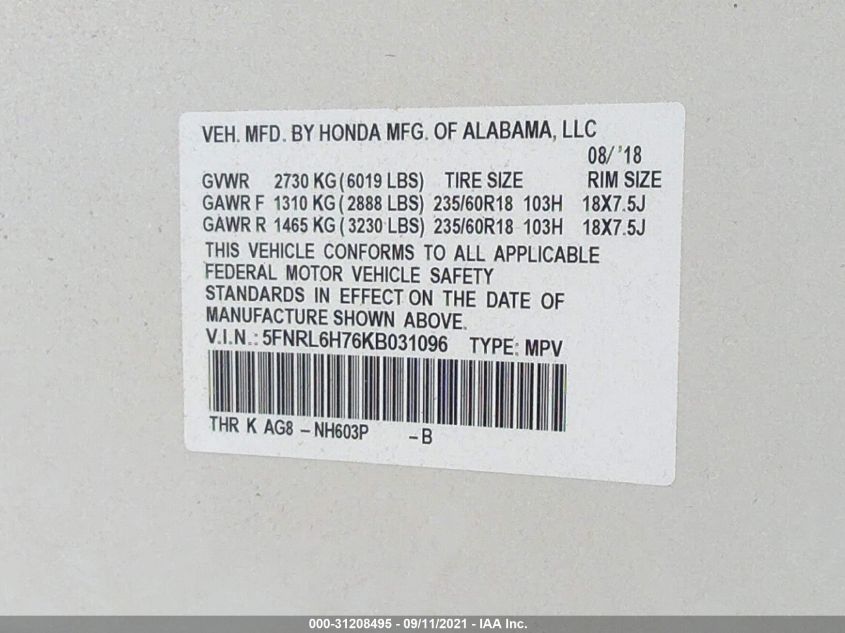 VEH. MFD. BY HONDA MFG. OF ALABAMA, LLC
08/ '18
GVWR 2730 KG (6019 LBS) TIRE SIZE RIM SIZE
GAWR F 1310 KG ( 2888 LBS) 235/60R18 103H 18X7.5J
GAWR R 1465 KG ( 3230 LBS) 235/60R18 103H 18X7.5J
THIS VEHICLE CONFORMS TO ALL APPLICABLE
FEDERAL MOTOR VEHICLE SAFETY
STANDARDS IN EFFECT ON THE DATE OF
MANUFACTURE SHOWN ABOVE.
V.I.N.: 5FNRL6H76KB031096 TYPE: MPV
THR K AG8 – NH603P – B
000-31208495 - 09/11/2021 - IAA Inc.